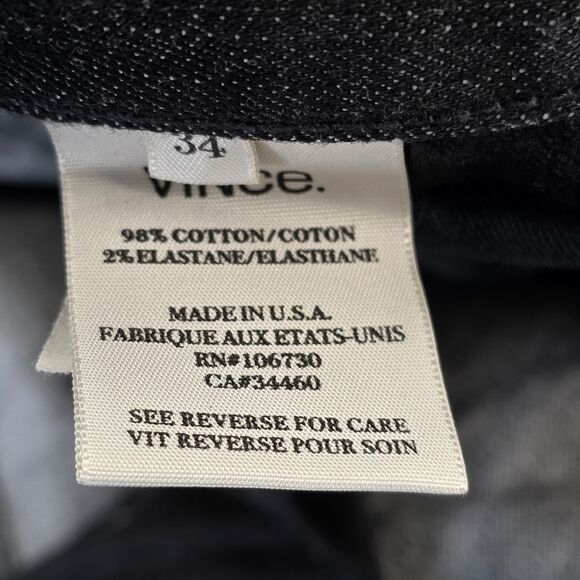 34
Vince.
98% COTTON/COTON
2% ELASTANE/ELASTHANE
MADE IN U.S.A.
FABRIQUE AUX ETATS-UNIS
RN#106730
CA#34460
SEE REVERSE FOR CARE
VIT REVERSE POUR SOIN